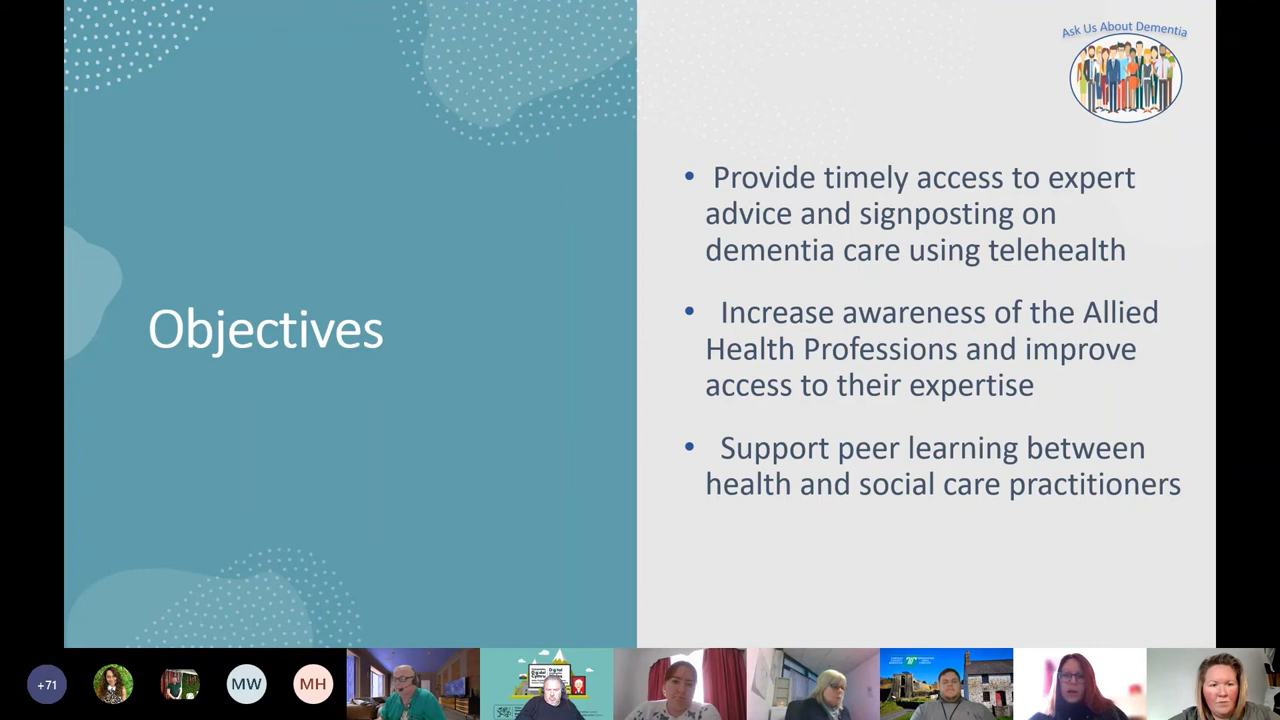 Ask Us About Dementia
Objectives
• Provide timely access to expert
advice and signposting on
dementia care using telehealth
• Increase awareness of the Allied
Health Professions and improve
access to their expertise
• Support peer learning between
health and social care practitioners
+71
MW
MH